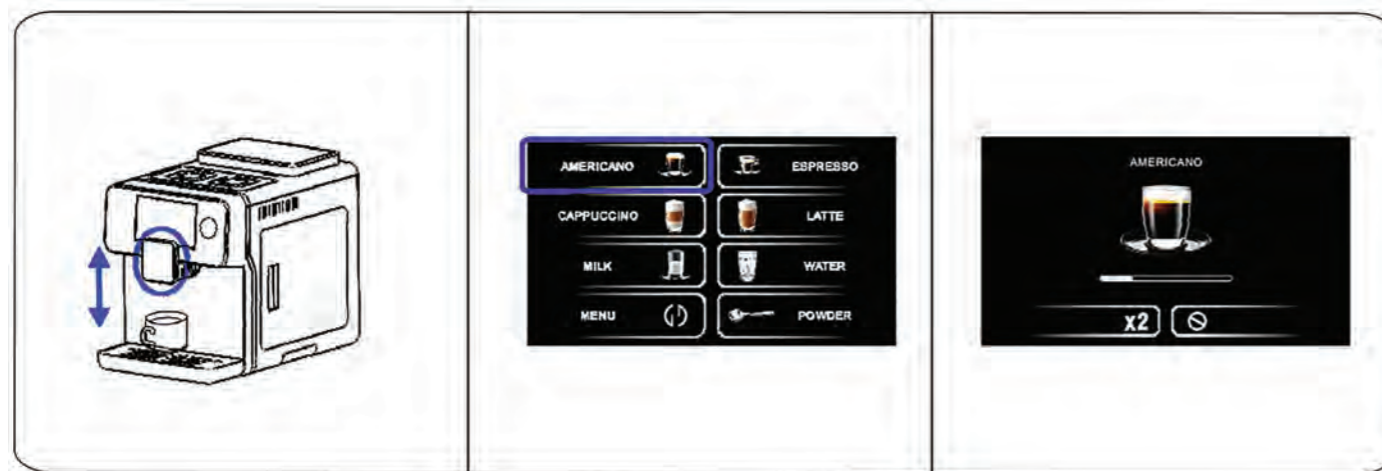 AMERICANO
ESPRESSO
CAPPUCCINO
LATTE
MILK
WATER
MENU
POWDER
AMERICANO
x2